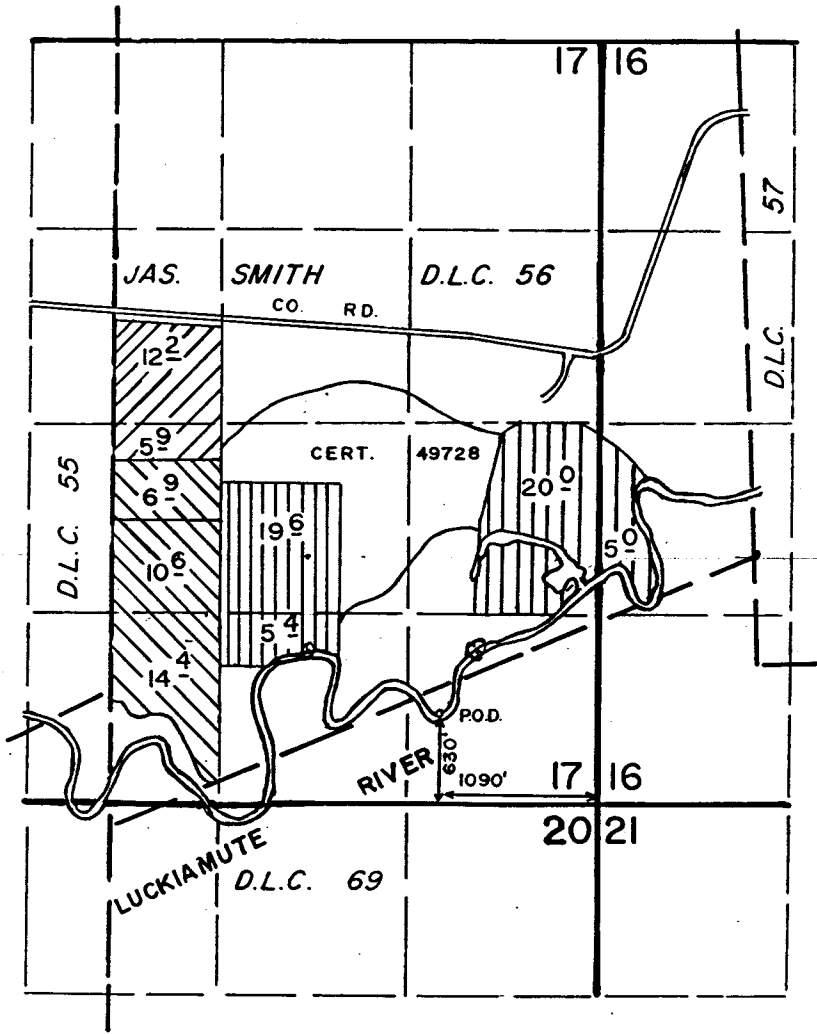 17 16
57
JAS. SMITH D.L.C. 56
CO. RD.
D.L.C.
12 2
5 9
CERT. 49728
D.L.C. 55
6 9
20 0
19 6
5 0
10 6
5 4
14 4
P.O.D.
630'
1090'
RIVER
17 16
20 21
LUCKIAMUTE
D.L.C. 69